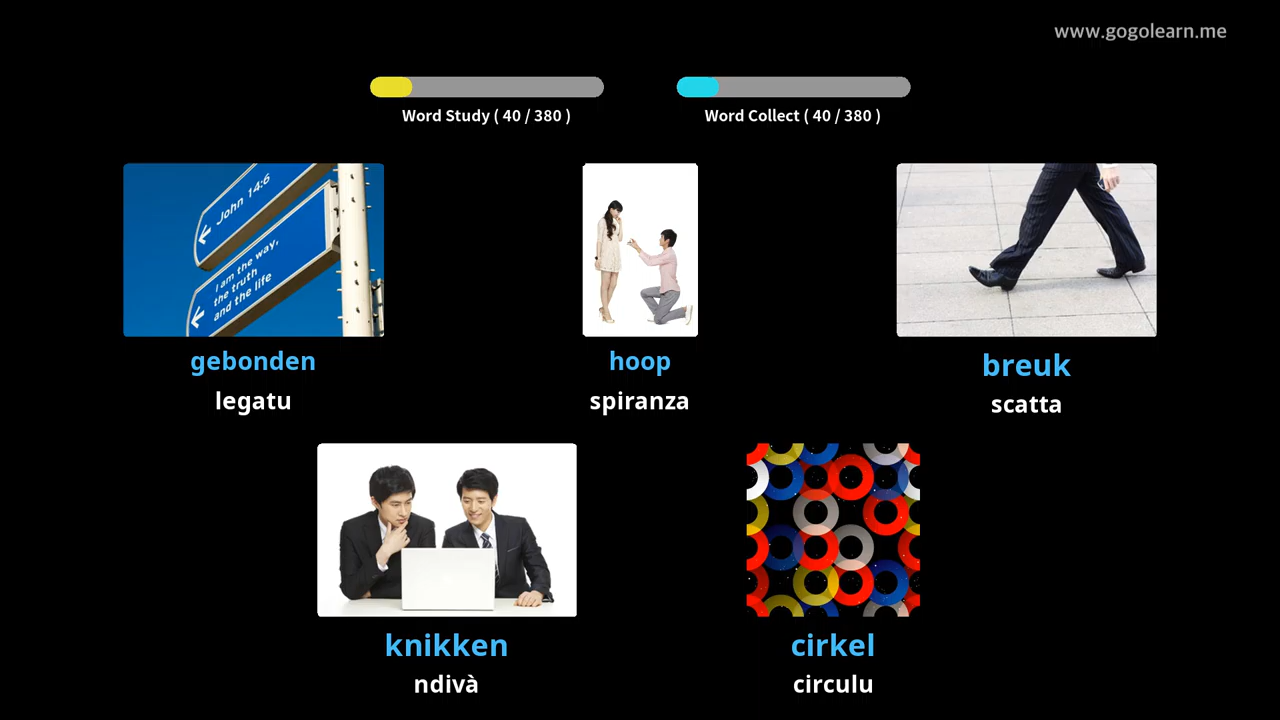 www.gogolearn.me
Word Study ( 40 / 380 )
Word Collect ( 40 / 380 )
John 14:6
I am the way,
the truth
and the life
gebonden
legatu
hoop
spiranza
breuk
scatta
knikken
ndivà
cirkel
circulu